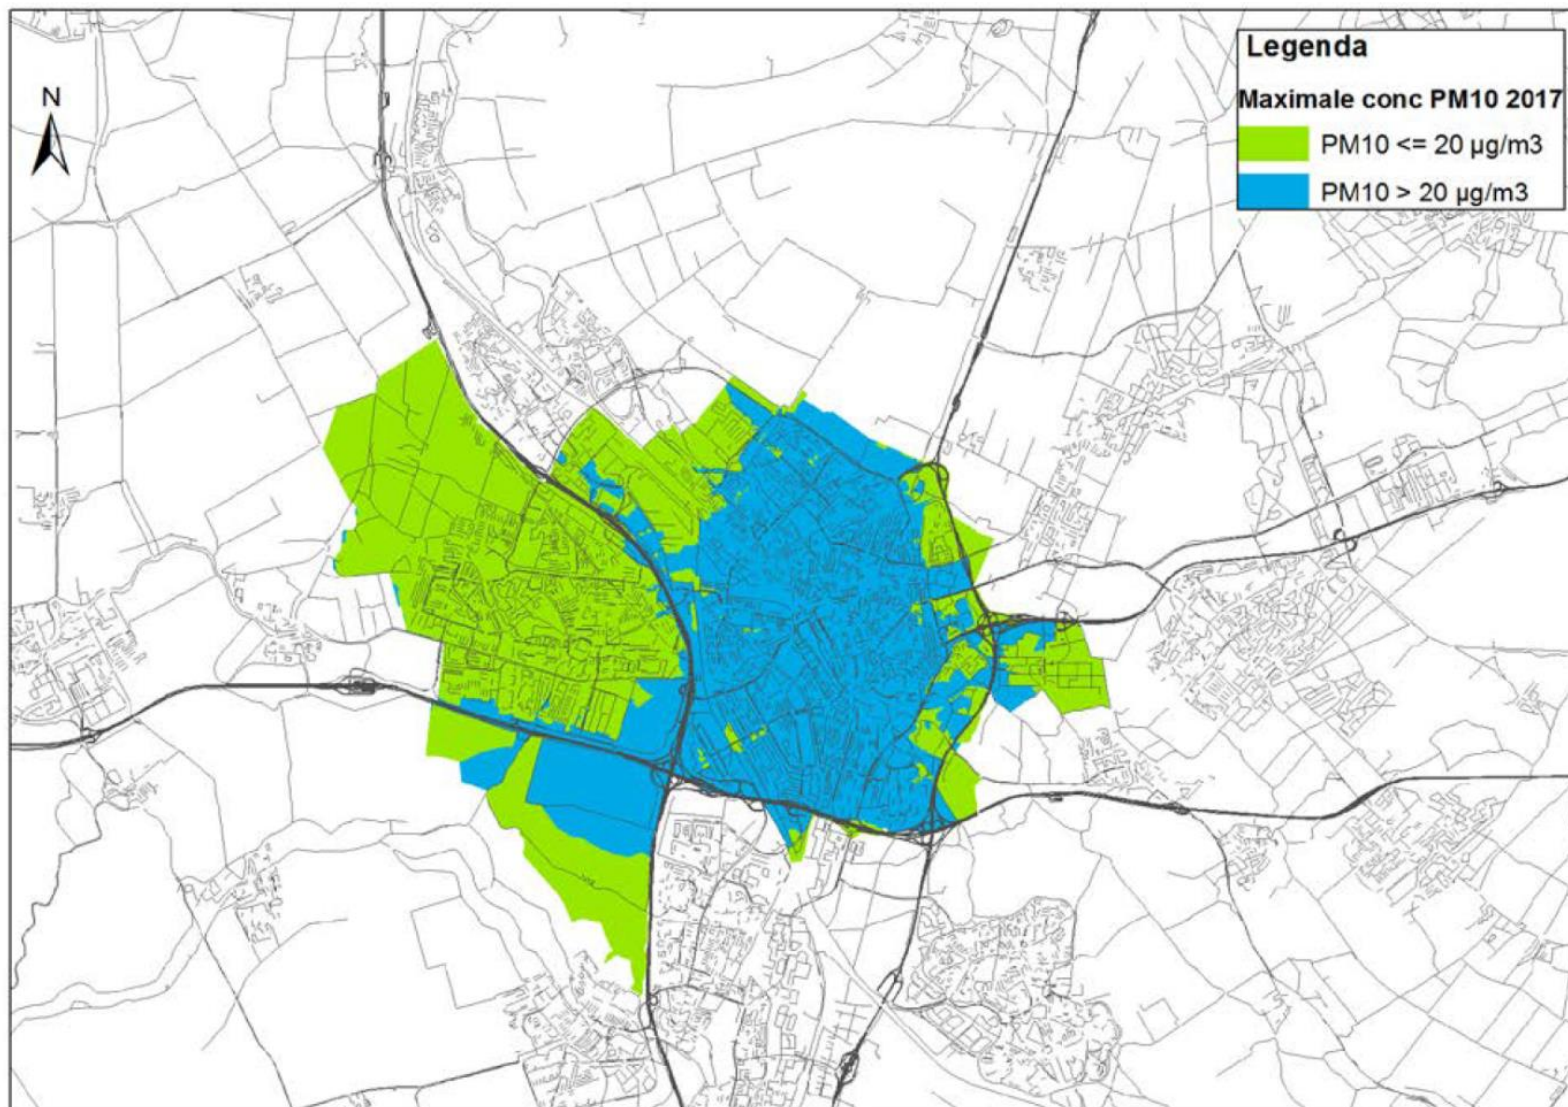 N
Legenda
Maximale conc PM10 2017
PM10 <= 20 µg/m3
PM10 > 20 µg/m3